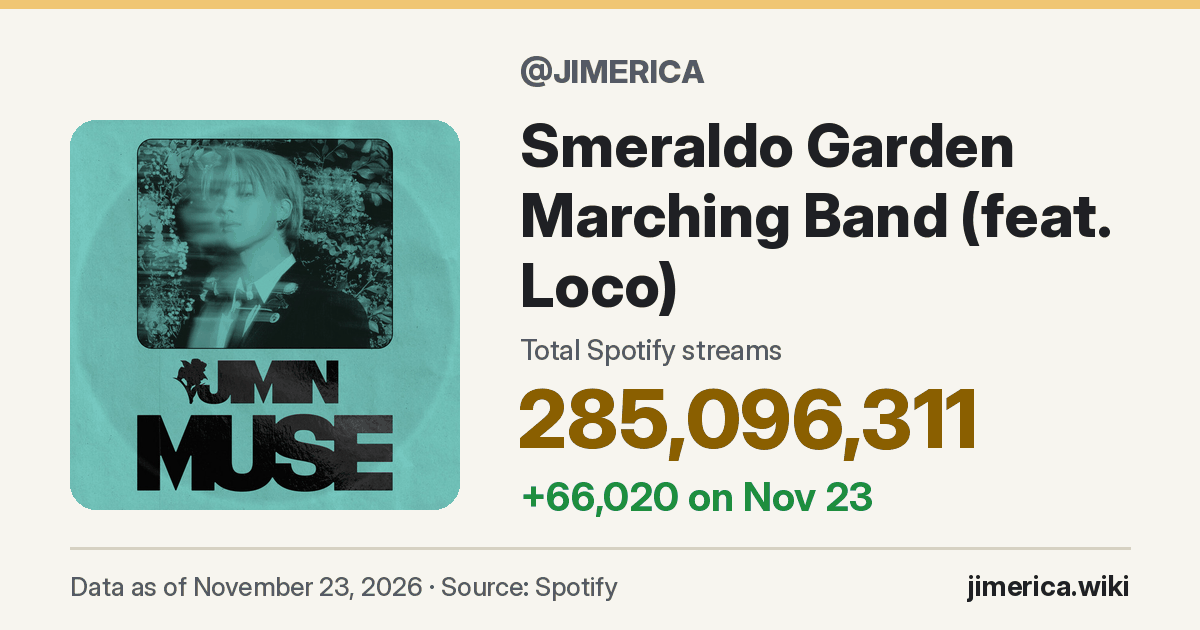 @JIMERICA
Smeraldo Garden
Marching Band (feat.
Loco)
Total Spotify streams
285,096,311
+66,020 on Nov 23
JIMIN
MUSE
Data as of November 23, 2026 · Source: Spotify
jimerica.wiki